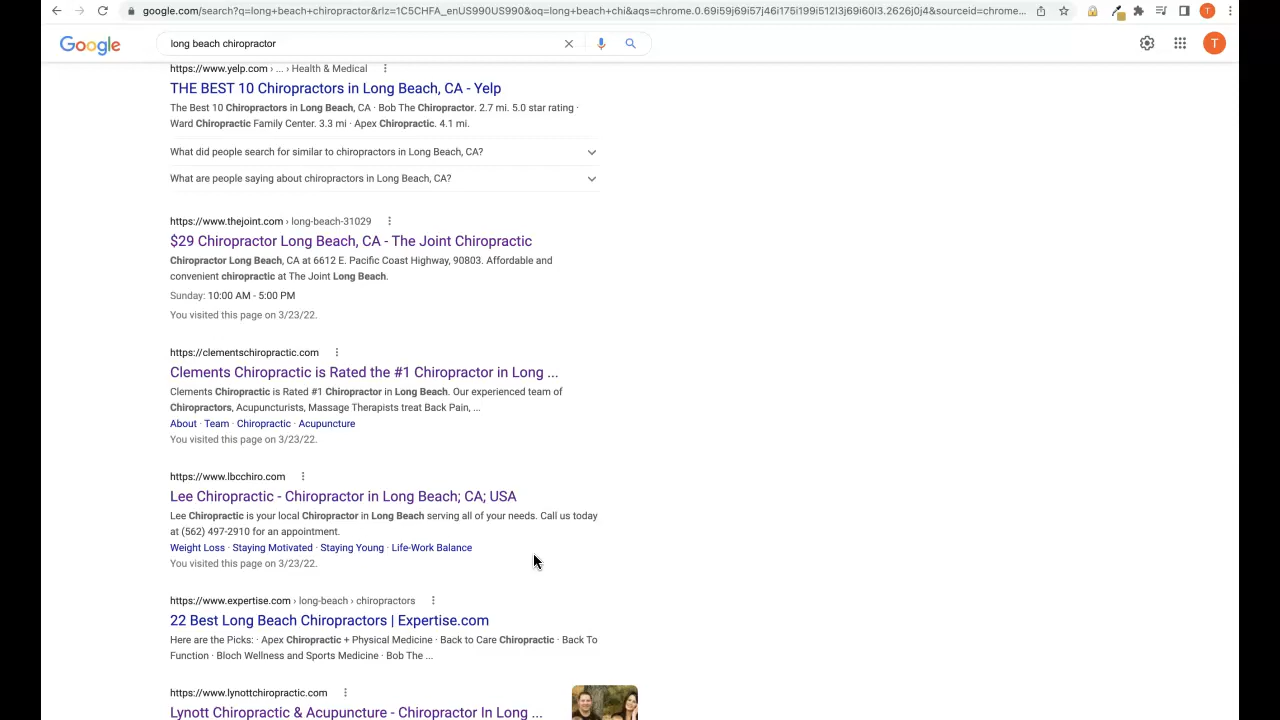 google.com/search?q=long+beach+chiropractor&rlz=1C5CHFA_enUS990US990&oq=long+beach+chi&aqs=chrome.0.69i59j69i57j46i175i199i512l3j69i60l3.2626j0j4&sourceid=chrome...
T
Google
long beach chiropractor
T
https://www.yelp.com › ... › Health & Medical
THE BEST 10 Chiropractors in Long Beach, CA - Yelp
The Best 10 Chiropractors in Long Beach, CA · Bob The Chiropractor. 2.7 mi. 5.0 star rating ·
Ward Chiropractic Family Center. 3.3 mi · Apex Chiropractic. 4.1 mi.
What did people search for similar to chiropractors in Long Beach, CA?
What are people saying about chiropractors in Long Beach, CA?
https://www.thejoint.com › long-beach-31029
$29 Chiropractor Long Beach, CA - The Joint Chiropractic
Chiropractor Long Beach, CA at 6612 E. Pacific Coast Highway, 90803. Affordable and
convenient chiropractic at The Joint Long Beach.
Sunday: 10:00 AM - 5:00 PM
You visited this page on 3/23/22.
https://clementschiropractic.com
Clements Chiropractic is Rated the #1 Chiropractor in Long ...
Clements Chiropractic is Rated #1 Chiropractor in Long Beach. Our experienced team of
Chiropractors, Acupuncturists, Massage Therapists treat Back Pain, ...
About · Team · Chiropractic · Acupuncture
You visited this page on 3/23/22.
https://www.lbcchiro.com
Lee Chiropractic - Chiropractor in Long Beach; CA; USA
Lee Chiropractic is your local Chiropractor in Long Beach serving all of your needs. Call us today
at (562) 497-2910 for an appointment.
Weight Loss · Staying Motivated · Staying Young · Life-Work Balance
You visited this page on 3/23/22.
https://www.expertise.com › long-beach › chiropractors
22 Best Long Beach Chiropractors | Expertise.com
Here are the Picks: · Apex Chiropractic + Physical Medicine · Back to Care Chiropractic · Back To
Function · Bloch Wellness and Sports Medicine · Bob The ...
https://www.lynottchiropractic.com
Lynott Chiropractic & Acupuncture - Chiropractor In Long ...